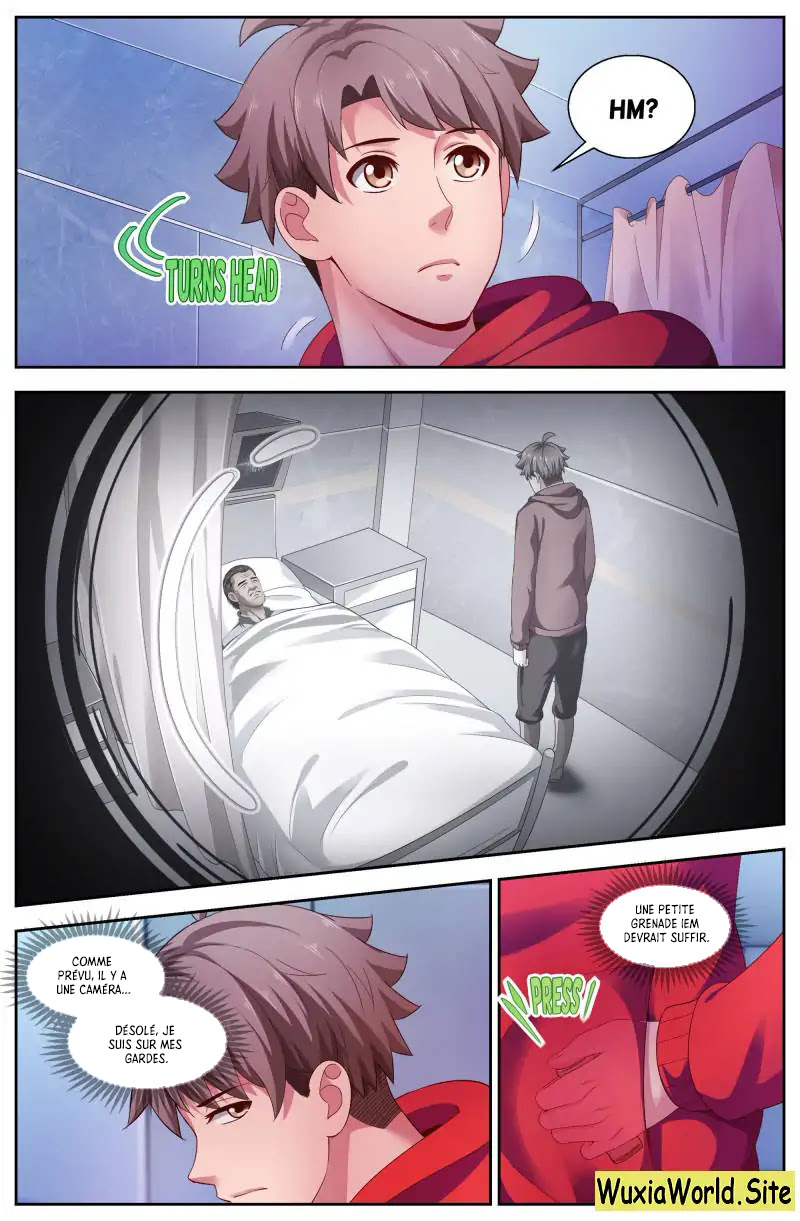 HM?
TURNS HEAD
COMME
PRÉVU, IL Y A
UNE CAMÉRA...
DÉSOLÉ, JE
SUIS SUR MES
GARDES.
UNE PETITE
GRENADE IEM
DEVRAIT SUFFIR.
PRESS
WuxiaWorld.Site